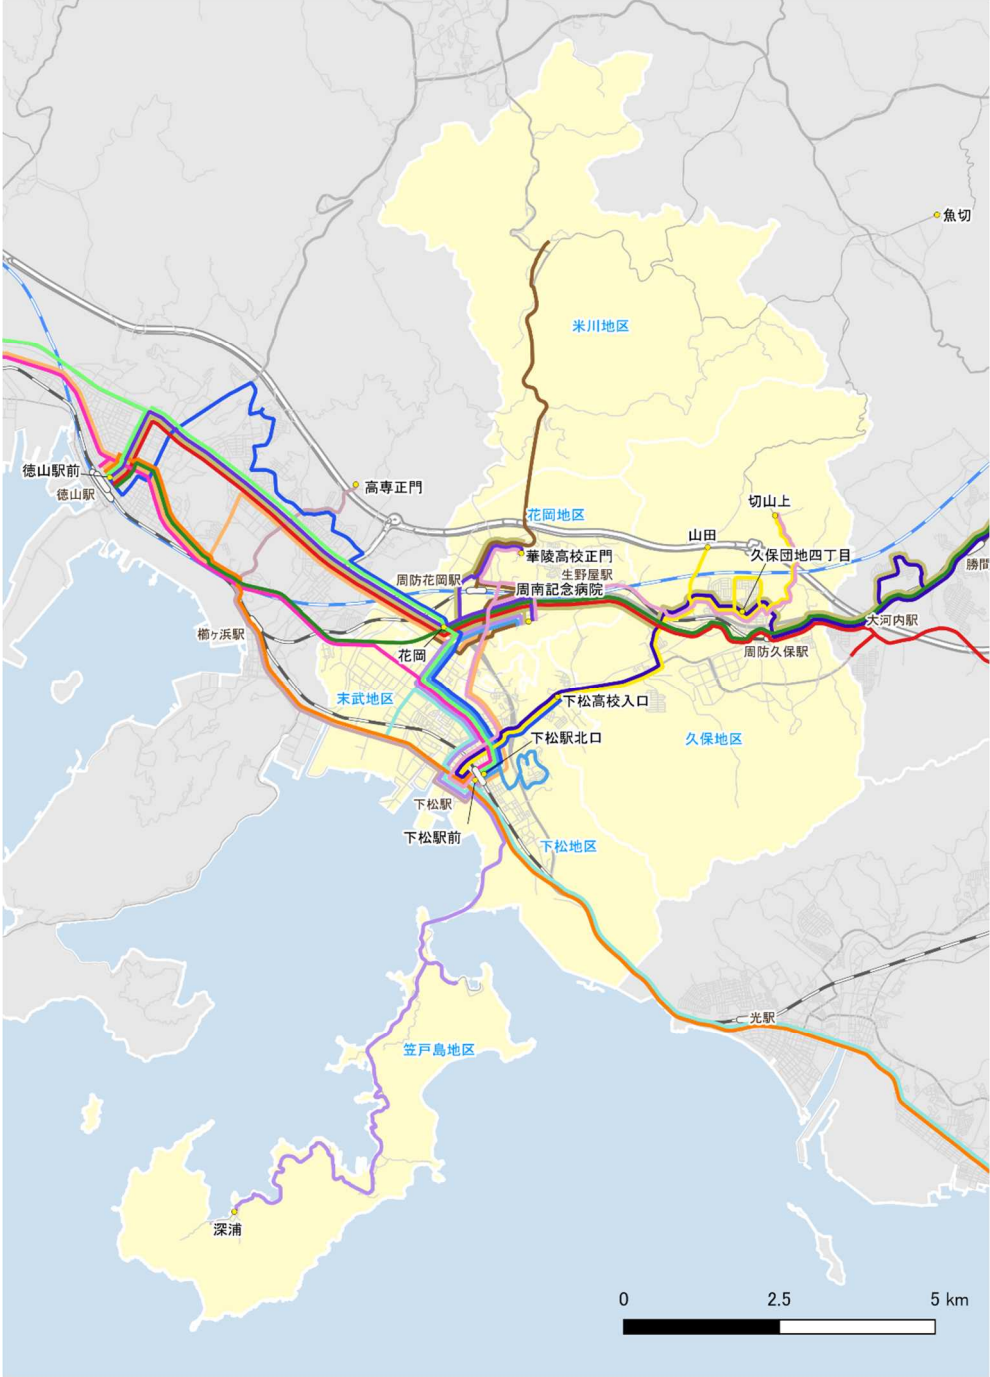 魚切
米川地区
徳山駅前
徳山駅
高専正門
切山上
花岡地区
山田
久保団地四丁目
華陵高校正門
生野屋駅
周防花岡駅
周南記念病院
勝間
大河内駅
櫛ヶ浜駅
花岡
周防久保駅
末武地区
下松高校入口
下松駅北口
久保地区
下松駅
下松駅前
下松地区
光駅
笠戸島地区
深浦
0 2.5 5 km